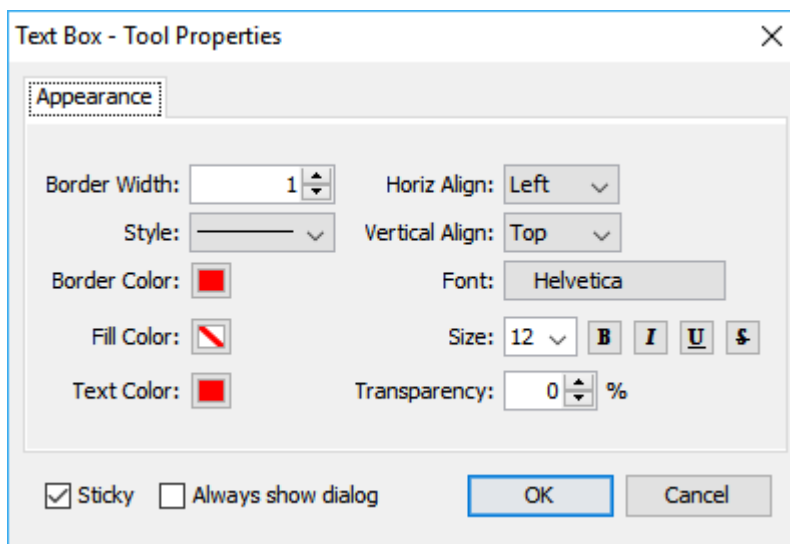 Text Box - Tool Properties
Appearance
Border Width: 1 Horiz Align: Left
Style: Vertical Align: Top
Border Color: Font: Helvetica
Fill Color: Size: 12 B I U S
Text Color: Transparency: 0 %
Sticky Always show dialog OK Cancel